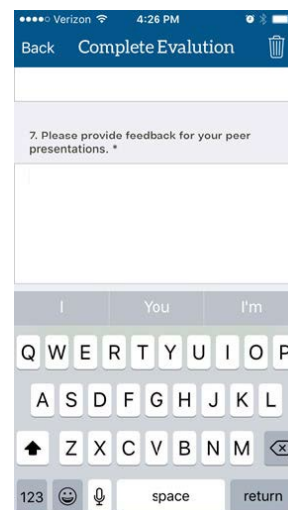 Verizon 4:26 PM
Back Complete Evalution
7. Please provide feedback for your peer
presentations. *
I You I'm
Q W E R T Y U I O P
A S D F G H J K L
Z X C V B N M
123 space return